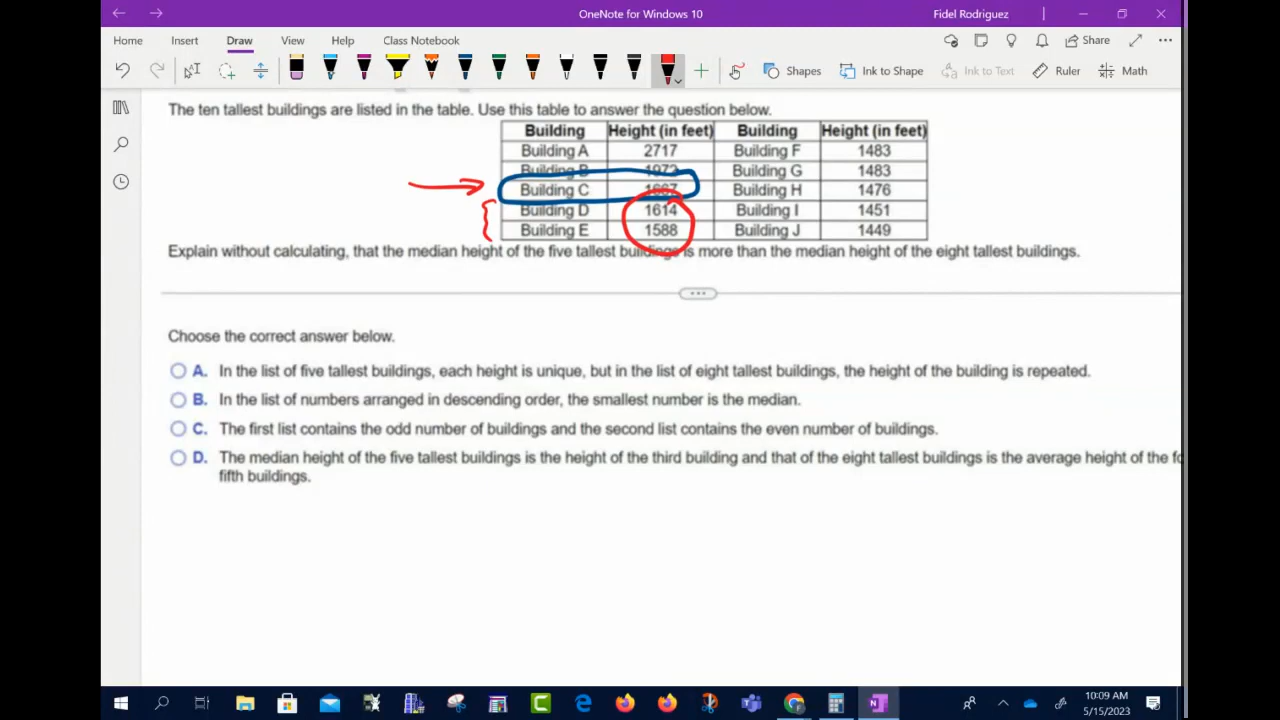 OneNote for Windows 10
Fidel Rodriguez
Home Insert Draw View Help Class Notebook
Share
Shapes Ink to Shape Ink to Text Ruler Math
The ten tallest buildings are listed in the table. Use this table to answer the question below.
Building Height (in feet) Building Height (in feet)
Building A 2717 Building F 1483
Building B 1972 Building G 1483
Building C 1667 Building H 1476
Building D 1614 Building I 1451
Building E 1588 Building J 1449
Explain without calculating, that the median height of the five tallest buildings is more than the median height of the eight tallest buildings.
Choose the correct answer below.
A. In the list of five tallest buildings, each height is unique, but in the list of eight tallest buildings, the height of the building is repeated.
B. In the list of numbers arranged in descending order, the smallest number is the median.
C. The first list contains the odd number of buildings and the second list contains the even number of buildings.
D. The median height of the five tallest buildings is the height of the third building and that of the eight tallest buildings is the average height of the
fifth buildings.
10:09 AM
5/15/2023